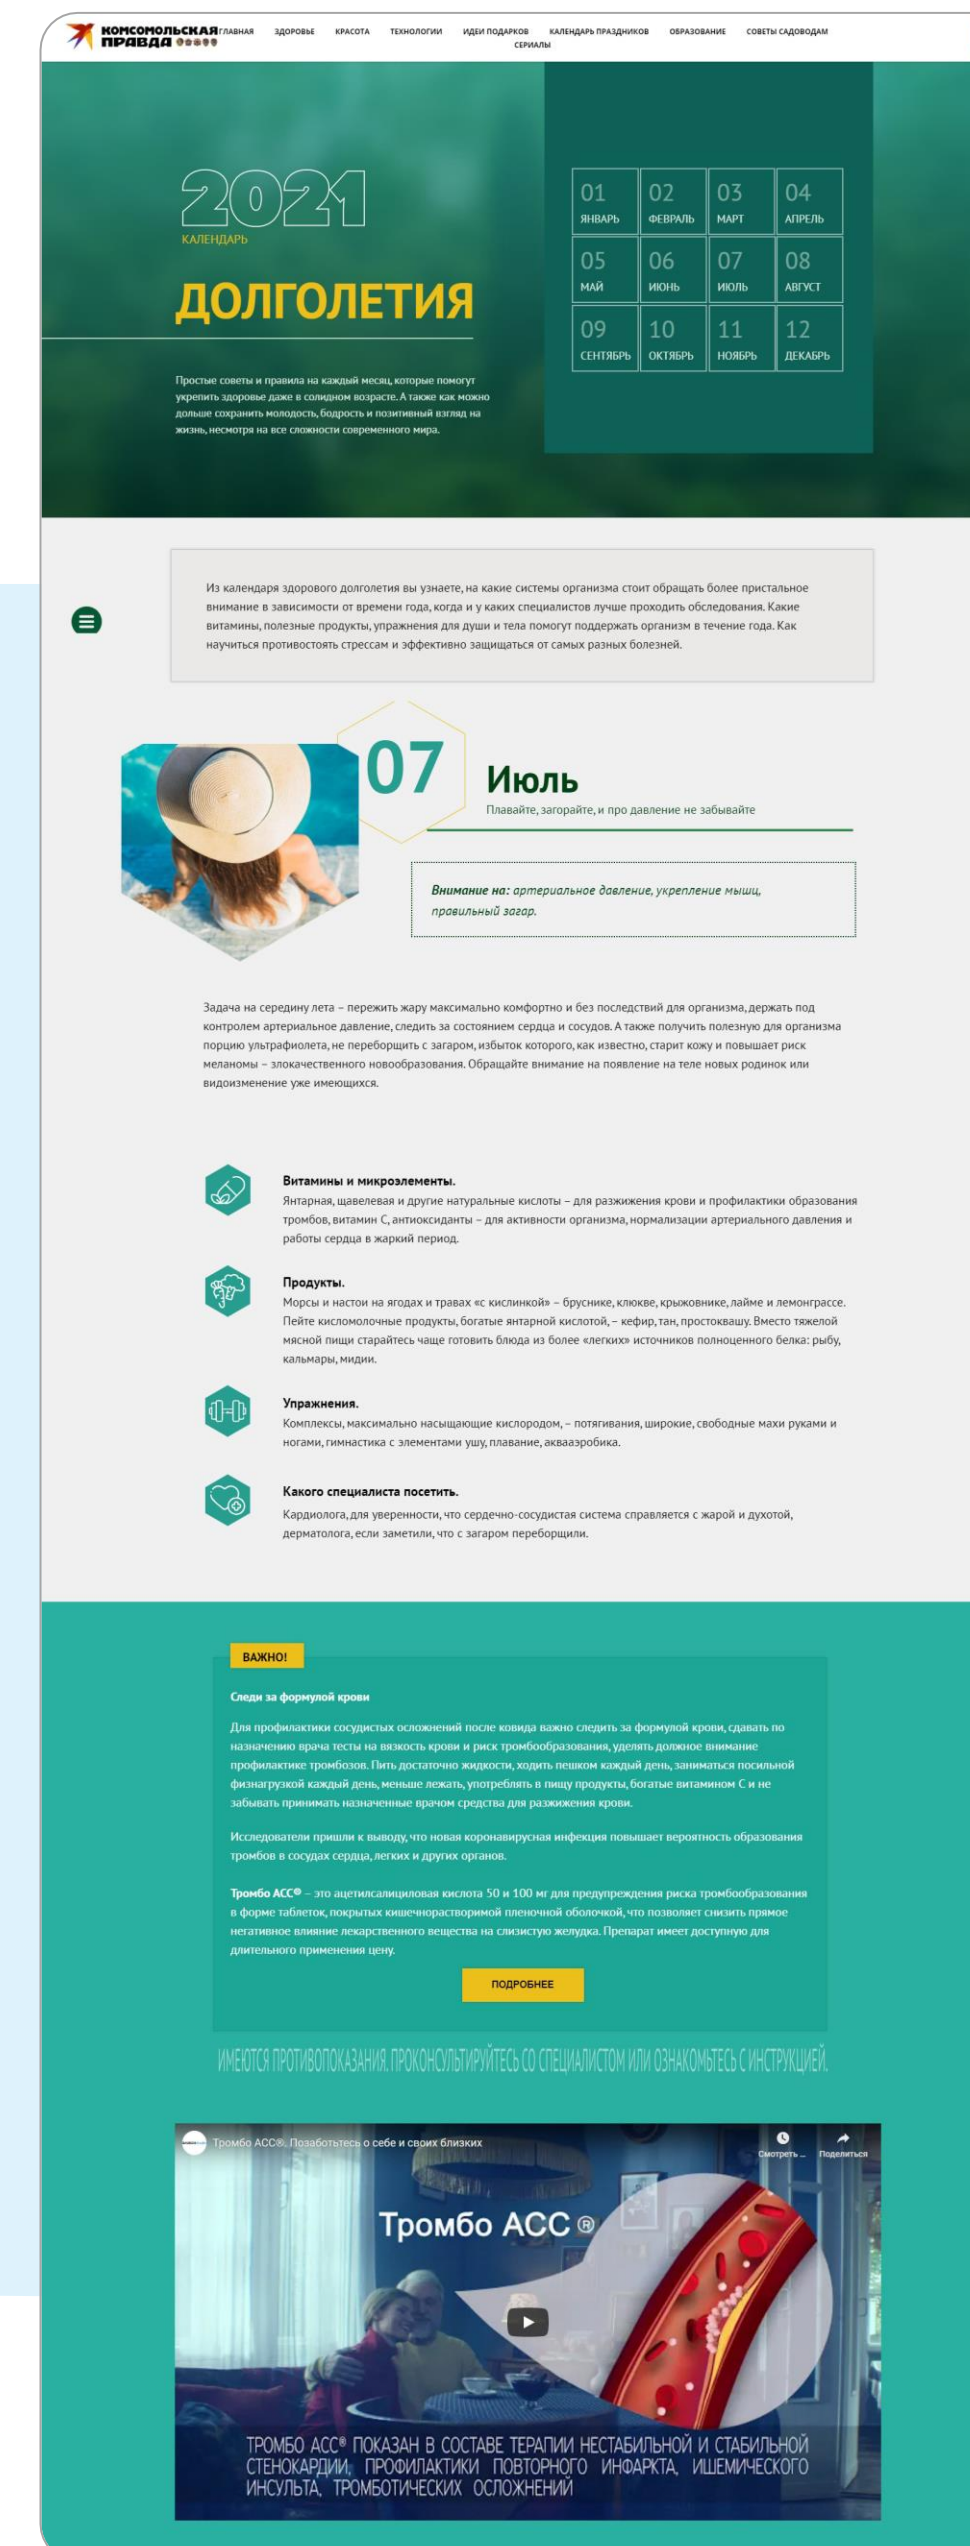 КОМСОМОЛЬСКАЯ
ПРАВДА
ГЛАВНАЯ ЗДОРОВЬЕ КРАСОТА ТЕХНОЛОГИИ ИДЕИ ПОДАРКОВ КАЛЕНДАРЬ ПРАЗДНИКОВ ОБРАЗОВАНИЕ СОВЕТЫ САДОВОДАМ
СЕРИАЛЫ
2021
КАЛЕНДАРЬ
ДОЛГОЛЕТИЯ
Простые советы и правила на каждый месяц, которые помогут
укрепить здоровье даже в солидном возрасте. А также как можно
дольше сохранить молодость, бодрость и позитивный взгляд на
жизнь, несмотря на все сложности современного мира.
01 02 03 04
ЯНВАРЬ ФЕВРАЛЬ МАРТ АПРЕЛЬ
05 06 07 08
МАЙ ИЮНЬ ИЮЛЬ АВГУСТ
09 10 11 12
СЕНТЯБРЬ ОКТЯБРЬ НОЯБРЬ ДЕКАБРЬ
Из календаря здорового долголетия вы узнаете, на какие системы организма стоит обращать более пристальное
внимание в зависимости от времени года, когда и у каких специалистов лучше проходить обследования. Какие
витамины, полезные продукты, упражнения для души и тела помогут поддержать организм в течение года. Как
научиться противостоять стрессам и эффективно защищаться от самых разных болезней.
07
Июль
Плавайте, загорайте, и про давление не забывайте
Внимание на: артериальное давление, укрепление мышц,
правильный загар.
Задача на середину лета – пережить жару максимально комфортно и без последствий для организма, держать под
контролем артериальное давление, следить за состоянием сердца и сосудов. А также получить полезную для организма
порцию ультрафиолета, не переборщить с загаром, избыток которого, как известно, старит кожу и повышает риск
меланомы – злокачественного новообразования. Обращайте внимание на появление на теле новых родинок или
видоизменение уже имеющихся.
Витамины и микроэлементы.
Янтарная, щавелевая и другие натуральные кислоты – для разжижения крови и профилактики образования
тромбов, витамин С, антиоксиданты – для активности организма, нормализации артериального давления и
работы сердца в жаркий период.
Продукты.
Морсы и настои на ягодах и травах «с кислинкой» – бруснике, клюкве, крыжовнике, лайме и лемонграссе.
Пейте кисломолочные продукты, богатые янтарной кислотой, – кефир, тан, простоквашу. Вместо тяжелой
мясной пищи старайтесь чаще готовить блюда из более «легких» источников полноценного белка: рыбу,
кальмары, мидии.
Упражнения.
Комплексы, максимально насыщающие кислородом, – потягивания, широкие, свободные махи руками и
ногами, гимнастика с элементами ушу, плавание, аквааэробика.
Какого специалиста посетить.
Кардиолога, для уверенности, что сердечно-сосудистая система справляется с жарой и духотой,
дерматолога, если заметили, что с загаром переборщили.
ВАЖНО!
Следи за формулой крови
Для профилактики сосудистых осложнений после ковида важно следить за формулой крови, сдавать по
назначению врача тесты на вязкость крови и риск тромбообразования, уделять должное внимание
профилактике тромбозов. Пить достаточно жидкости, ходить пешком каждый день, заниматься посильной
физнагрузкой каждый день, меньше лежать, употреблять в пищу продукты, богатые витамином С и не
забывать принимать назначенные врачом средства для разжижения крови.
Исследователи пришли к выводу, что новая коронавирусная инфекция повышает вероятность образования
тромбов в сосудах сердца, легких и других органов.
Тромбо АСС® – это ацетилсалициловая кислота 50 и 100 мг для предупреждения риска тромбообразования
в форме таблеток, покрытых кишечнорастворимой пленочной оболочкой, что позволяет снизить прямое
негативное влияние лекарственного вещества на слизистую желудка. Препарат имеет доступную для
длительного применения цену.
ПОДРОБНЕЕ
ИМЕЮТСЯ ПРОТИВОПОКАЗАНИЯ. ПРОКОНСУЛЬТИРУЙТЕСЬ СО СПЕЦИАЛИСТОМ ИЛИ ОЗНАКОМЬТЕСЬ С ИНСТРУКЦИЕЙ.
Тромбо АСС®. Позаботьтесь о себе и своих близких
Смотреть ... Поделиться
Тромбо АСС ®
ТРОМБО АСС® ПОКАЗАН В СОСТАВЕ ТЕРАПИИ НЕСТАБИЛЬНОЙ И СТАБИЛЬНОЙ
СТЕНОКАРДИИ, ПРОФИЛАКТИКИ ПОВТОРНОГО ИНФАРКТА, ИШЕМИЧЕСКОГО
ИНСУЛЬТА, ТРОМБОТИЧЕСКИХ ОСЛОЖНЕНИЙ